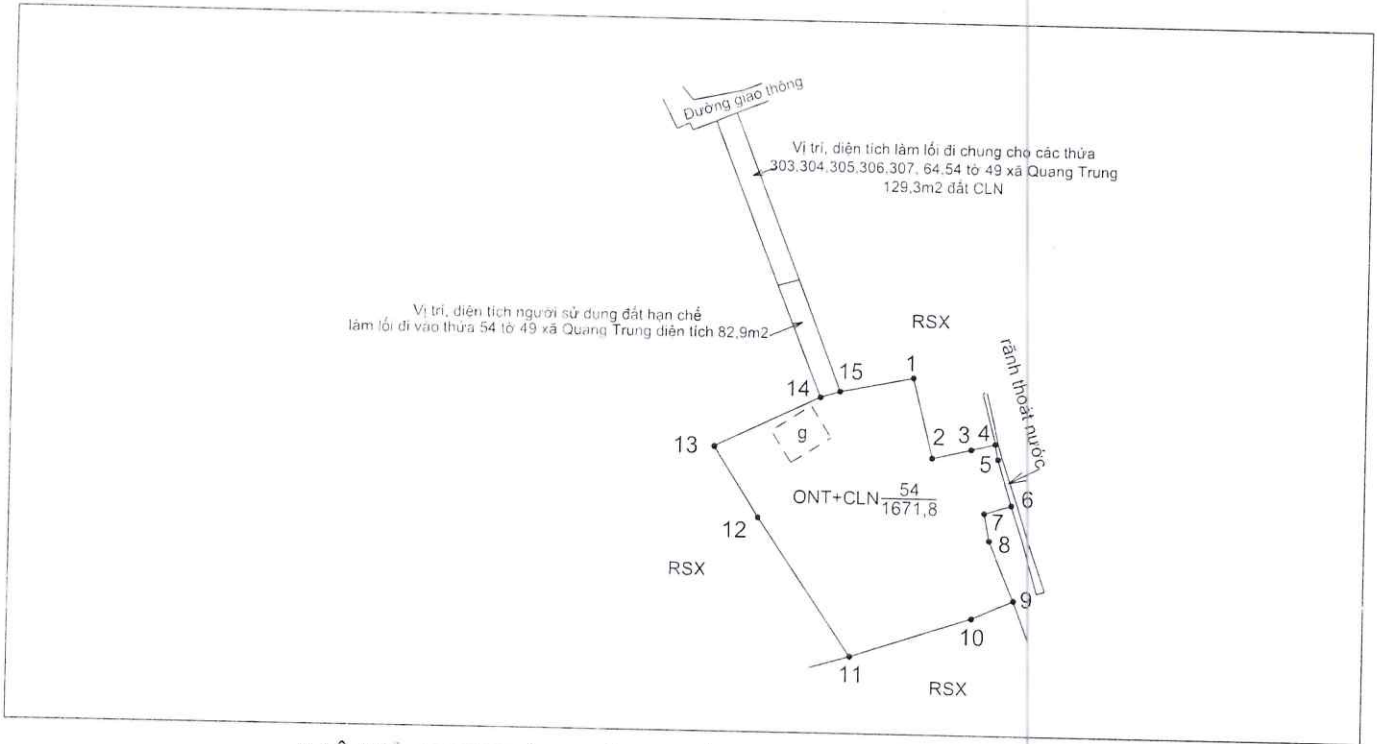 Đường giao thông
Vị trí, diện tích làm lối đi chung cho các thửa
303,304,305,306,307, 64,54 tờ 49 xã Quang Trung
129,3m2 đất CLN
Vị trí, diện tích người sử dụng đất hạn chế
làm lối đi vào thửa 54 tờ 49 xã Quang Trung diện tích 82,9m2
RSX
1
15
14
rãnh thoát nước
13
g
2
3
4
5
ONT+CLN
54
1671,8
6
7
8
12
RSX
9
10
11
RSX